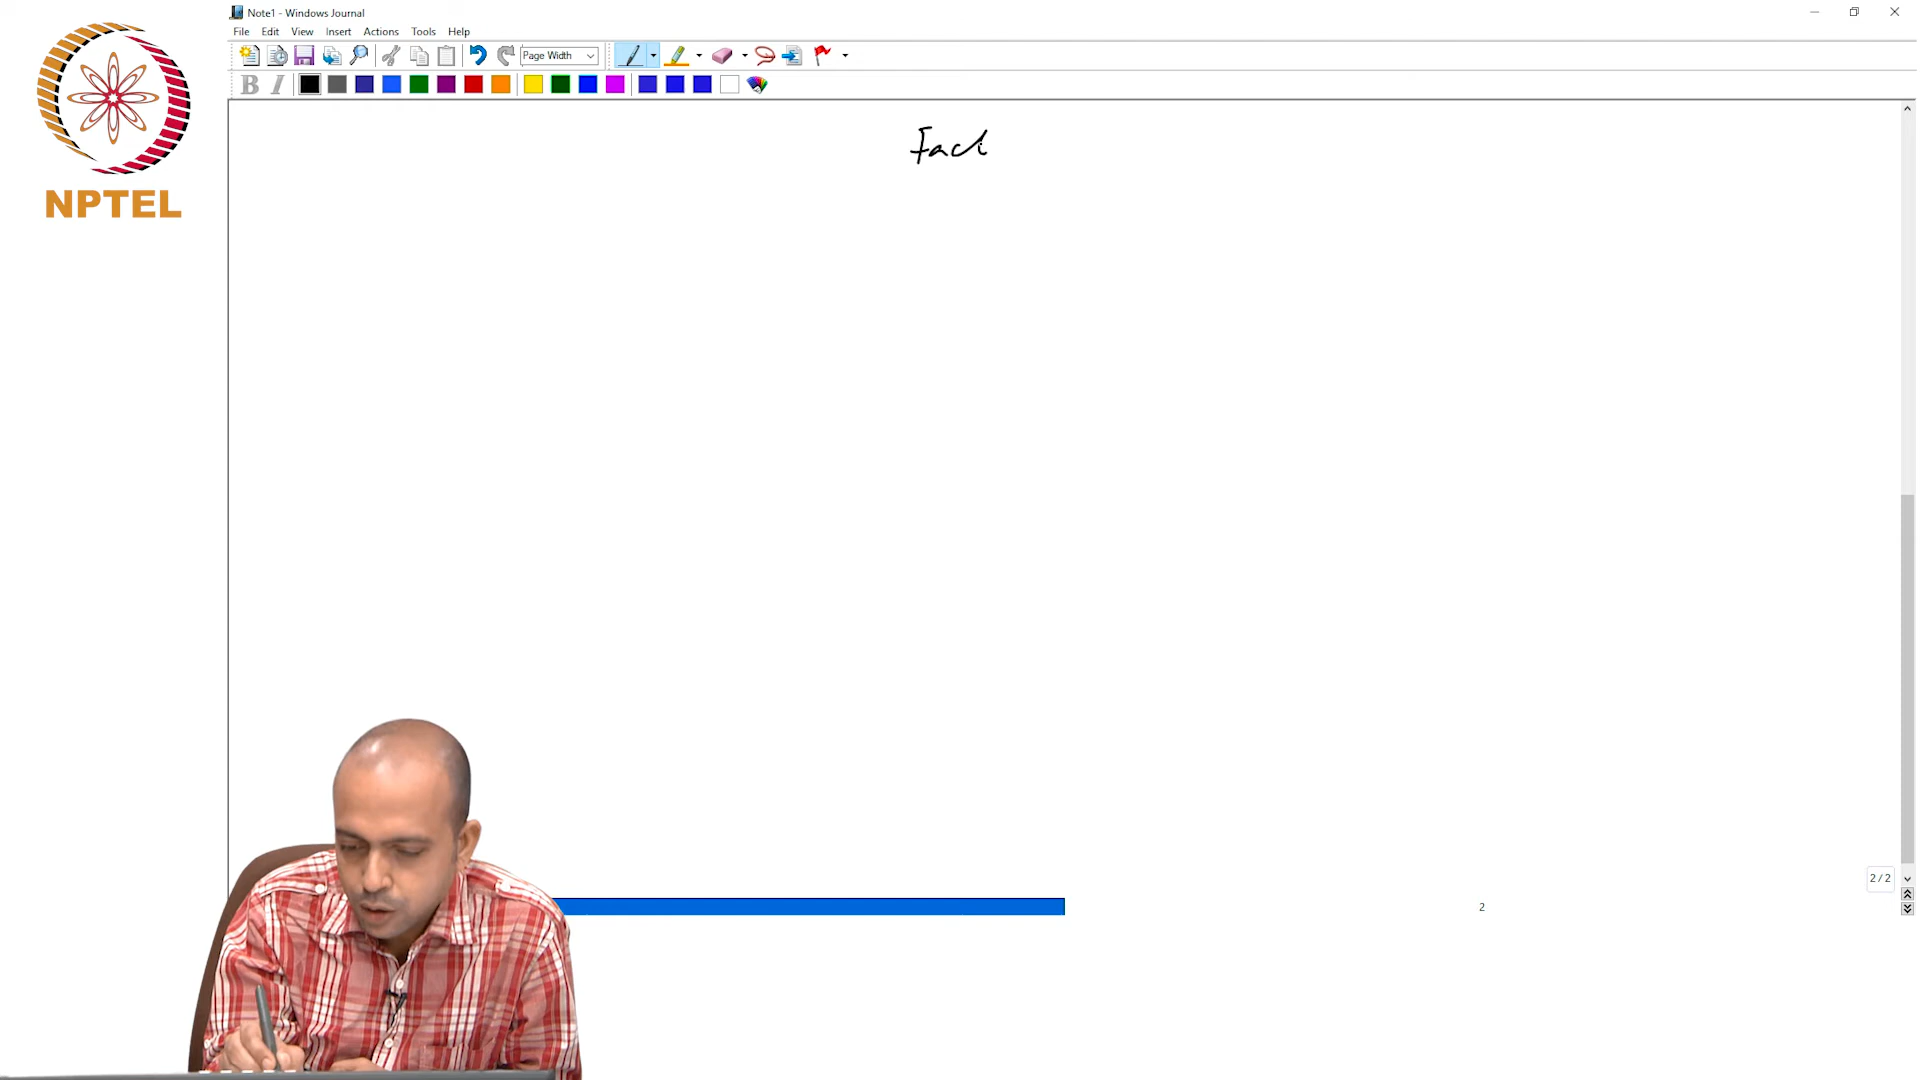 Note1 - Windows Journal
File Edit View Insert Actions Tools Help
Page Width
B I
NPTEL
Fact
2 / 2
2